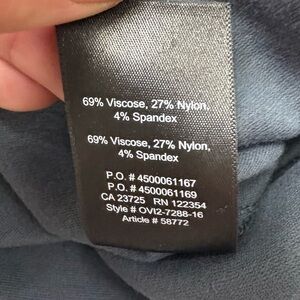 69% Viscose, 27% Nylon,
4% Spandex
69% Viscose, 27% Nylon,
4% Spandex
P.O. # 4500061167
P.O. # 4500061169
CA 23725 RN 122354
Style # OVI2-7288-16
Article # 58772